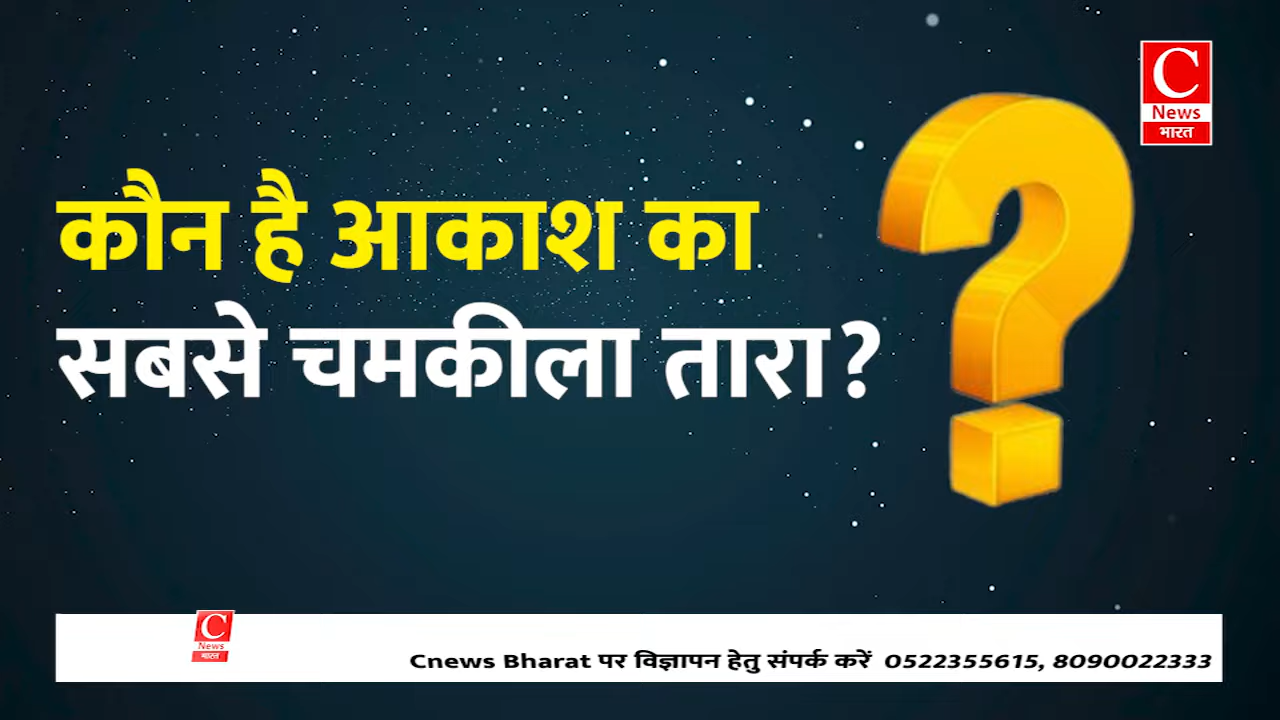 C
News
भारत
कौन है आकाश का
सबसे चमकीला तारा?
C
News
भारत
Cnews Bharat पर विज्ञापन हेतु संपर्क करें 0522355615, 8090022333